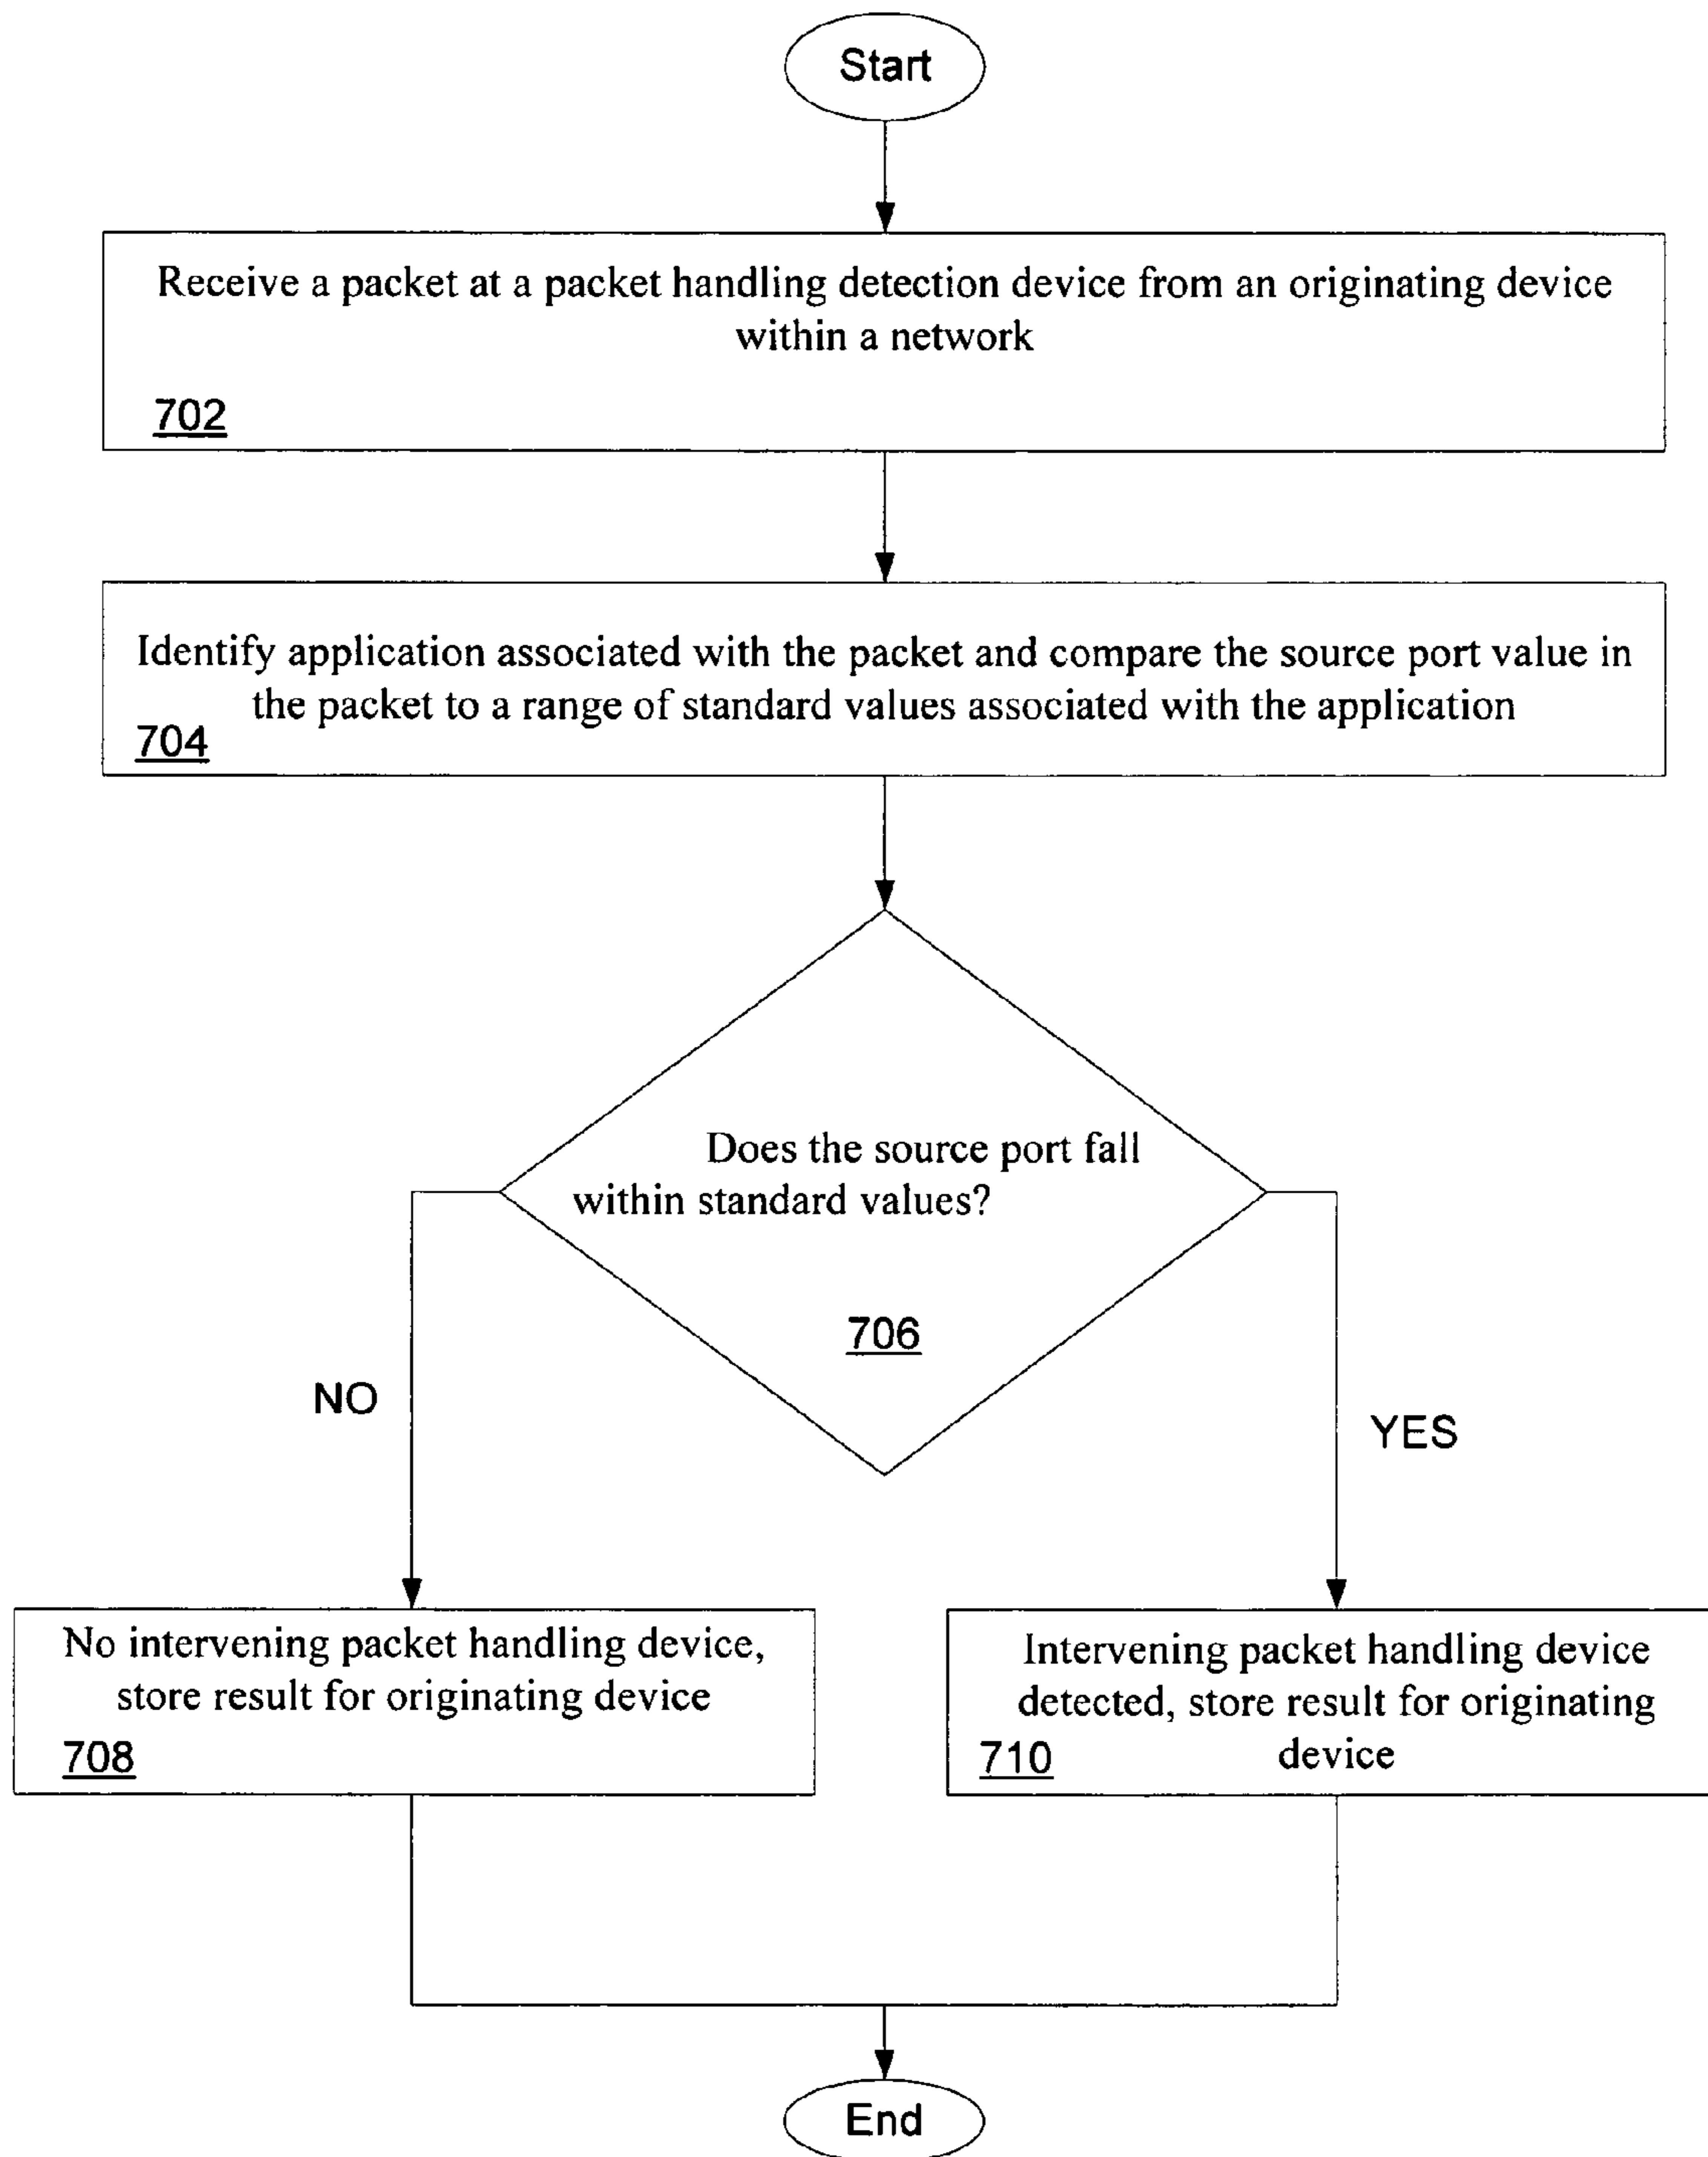 Start
Receive a packet at a packet handling detection device from an originating device
within a network
702
Identify application associated with the packet and compare the source port value in
the packet to a range of standard values associated with the application
704
Does the source port fall
within standard values?
706
NO
YES
No intervening packet handling device,
store result for originating device
708
Intervening packet handling device
detected, store result for originating
device
710
End